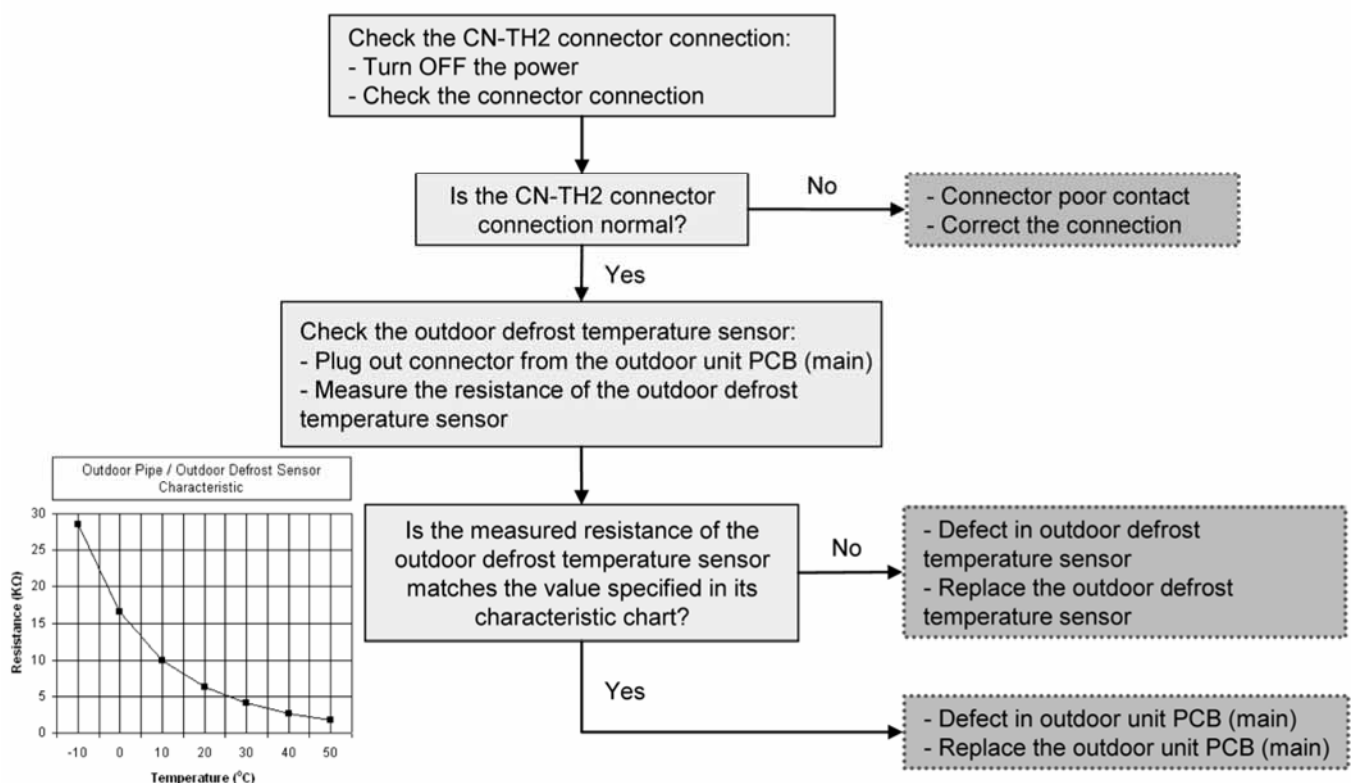 Check the CN-TH2 connector connection:
- Turn OFF the power
- Check the connector connection
Is the CN-TH2 connector
connection normal?
No
- Connector poor contact
- Correct the connection
Yes
Check the outdoor defrost temperature sensor:
- Plug out connector from the outdoor unit PCB (main)
- Measure the resistance of the outdoor defrost
temperature sensor
Outdoor Pipe / Outdoor Defrost Sensor
Characteristic
Resistance (KΩ)
30
25
20
15
10
5
0
-10 0 10 20 30 40 50
Temperature (°C)
Is the measured resistance of the
outdoor defrost temperature sensor
matches the value specified in its
characteristic chart?
No
- Defect in outdoor defrost
temperature sensor
- Replace the outdoor defrost
temperature sensor
Yes
- Defect in outdoor unit PCB (main)
- Replace the outdoor unit PCB (main)